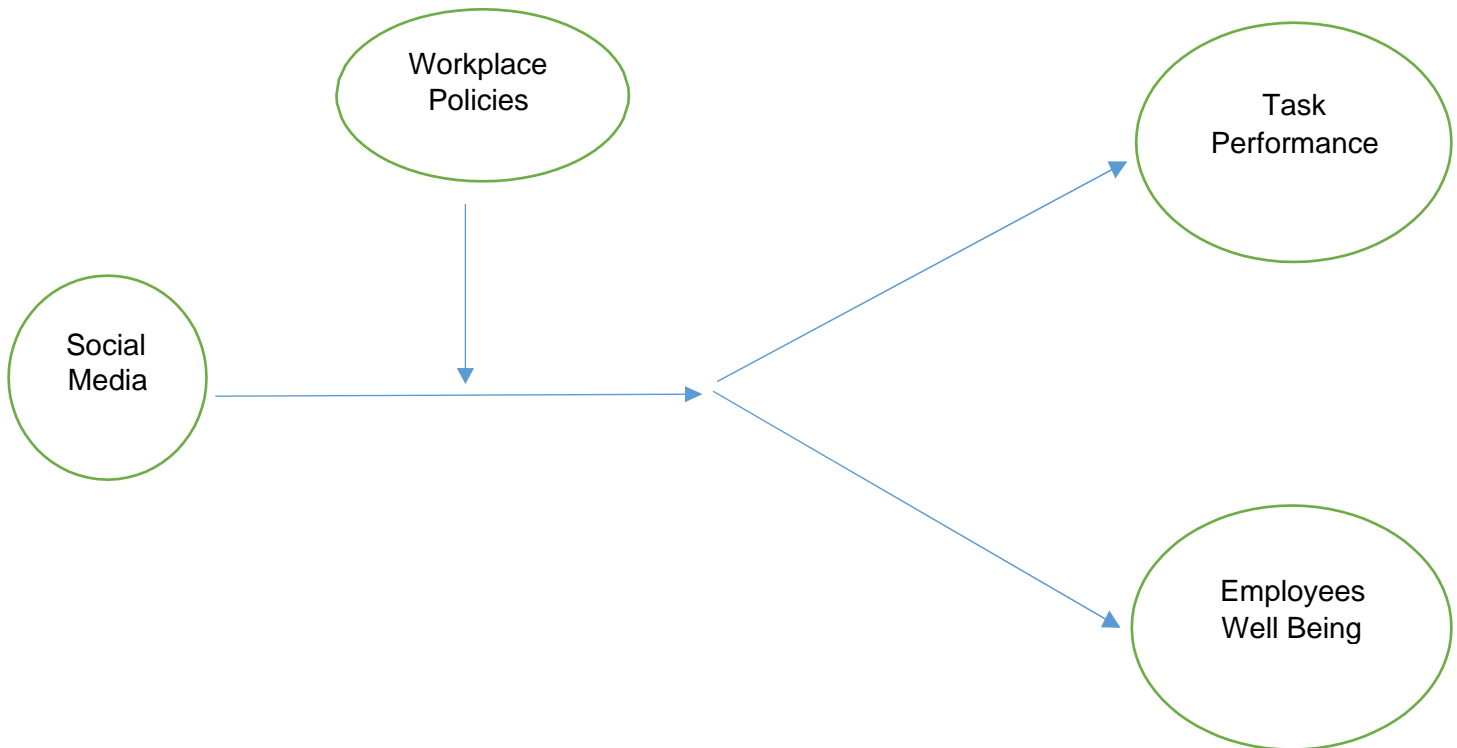 Workplace
Policies
Task
Performance
Social
Media
Employees
Well Being